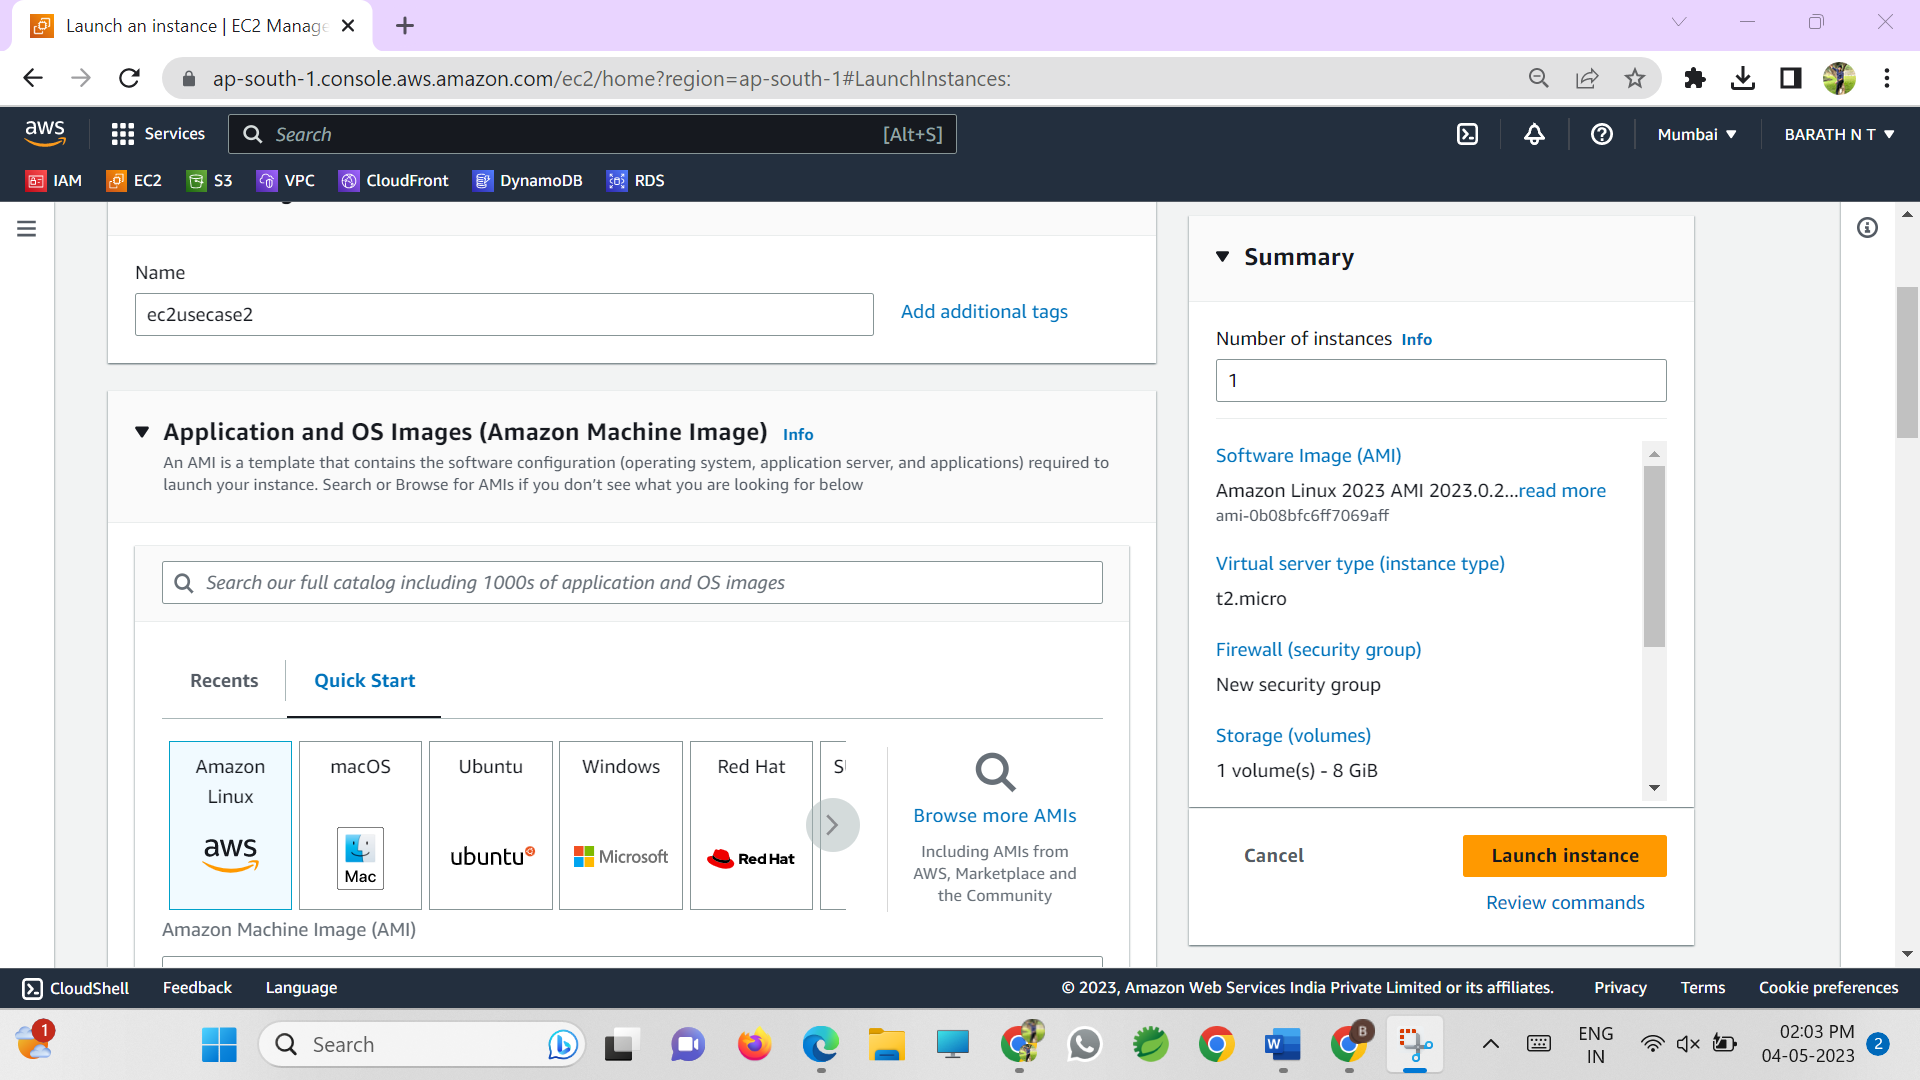 Launch an instance | EC2 Manage
ap-south-1.console.aws.amazon.com/ec2/home?region=ap-south-1#LaunchInstances:
aws
Services
Search
[Alt+S]
Mumbai
BARATH N T
IAM
EC2
S3
VPC
CloudFront
DynamoDB
RDS
Name
ec2usecase2
Add additional tags
Application and OS Images (Amazon Machine Image) Info
An AMI is a template that contains the software configuration (operating system, application server, and applications) required to
launch your instance. Search or Browse for AMIs if you don’t see what you are looking for below
Search our full catalog including 1000s of application and OS images
Recents
Quick Start
Amazon
Linux
aws
macOS
Mac
Ubuntu
ubuntu
Windows
Microsoft
Red Hat
Red Hat
Browse more AMIs
Including AMIs from
AWS, Marketplace and
the Community
Amazon Machine Image (AMI)
Summary
Number of instances Info
1
Software Image (AMI)
Amazon Linux 2023 AMI 2023.0.2...read more
ami-0b08bfc6ff7069aff
Virtual server type (instance type)
t2.micro
Firewall (security group)
New security group
Storage (volumes)
1 volume(s) - 8 GiB
Cancel
Launch instance
Review commands
CloudShell
Feedback
Language
© 2023, Amazon Web Services India Private Limited or its affiliates.
Privacy
Terms
Cookie preferences
1
Search
B
ENG
IN
02:03 PM
04-05-2023
2